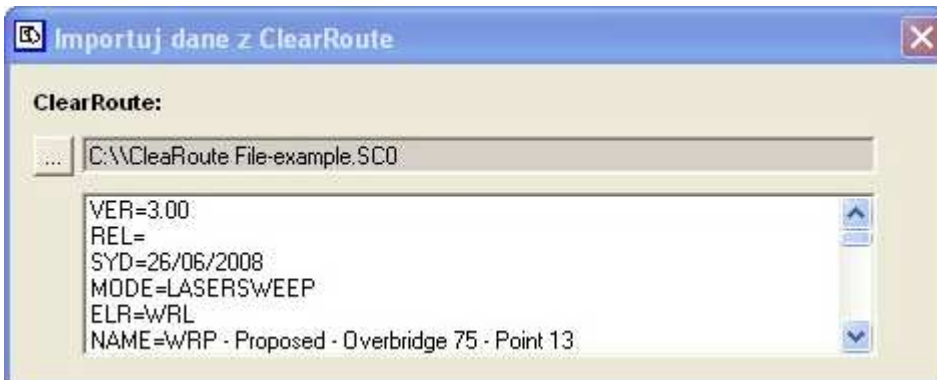 Importuj dane z ClearRoute
ClearRoute:
... C:\\CleaRoute File-example.SC0
VER=3.00
REL=
SYD=26/06/2008
MODE=LASERSWEEP
ELR=WRL
NAME=WRP - Proposed - Overbridge 75 - Point 13